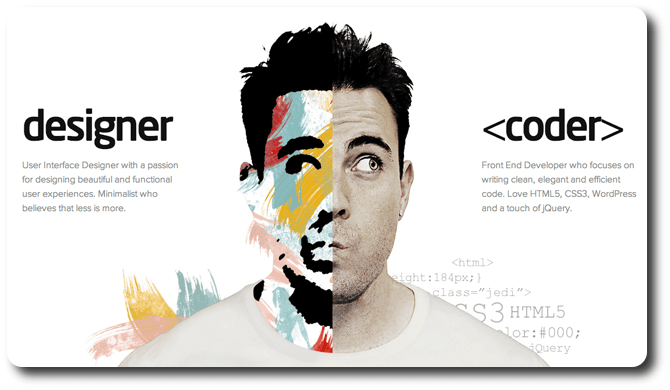 designer
User Interface Designer with a passion
for designing beautiful and functional
user experiences. Minimalist who
believes that less is more.
<coder>
Front End Developer who focuses on
writing clean, elegant and efficient
code. Love HTML5, CSS3, WordPress
and a touch of jQuery.
<html>
eight:184px;}
class="jedi">
SS3 HTML5
olor:#000;
jQuery